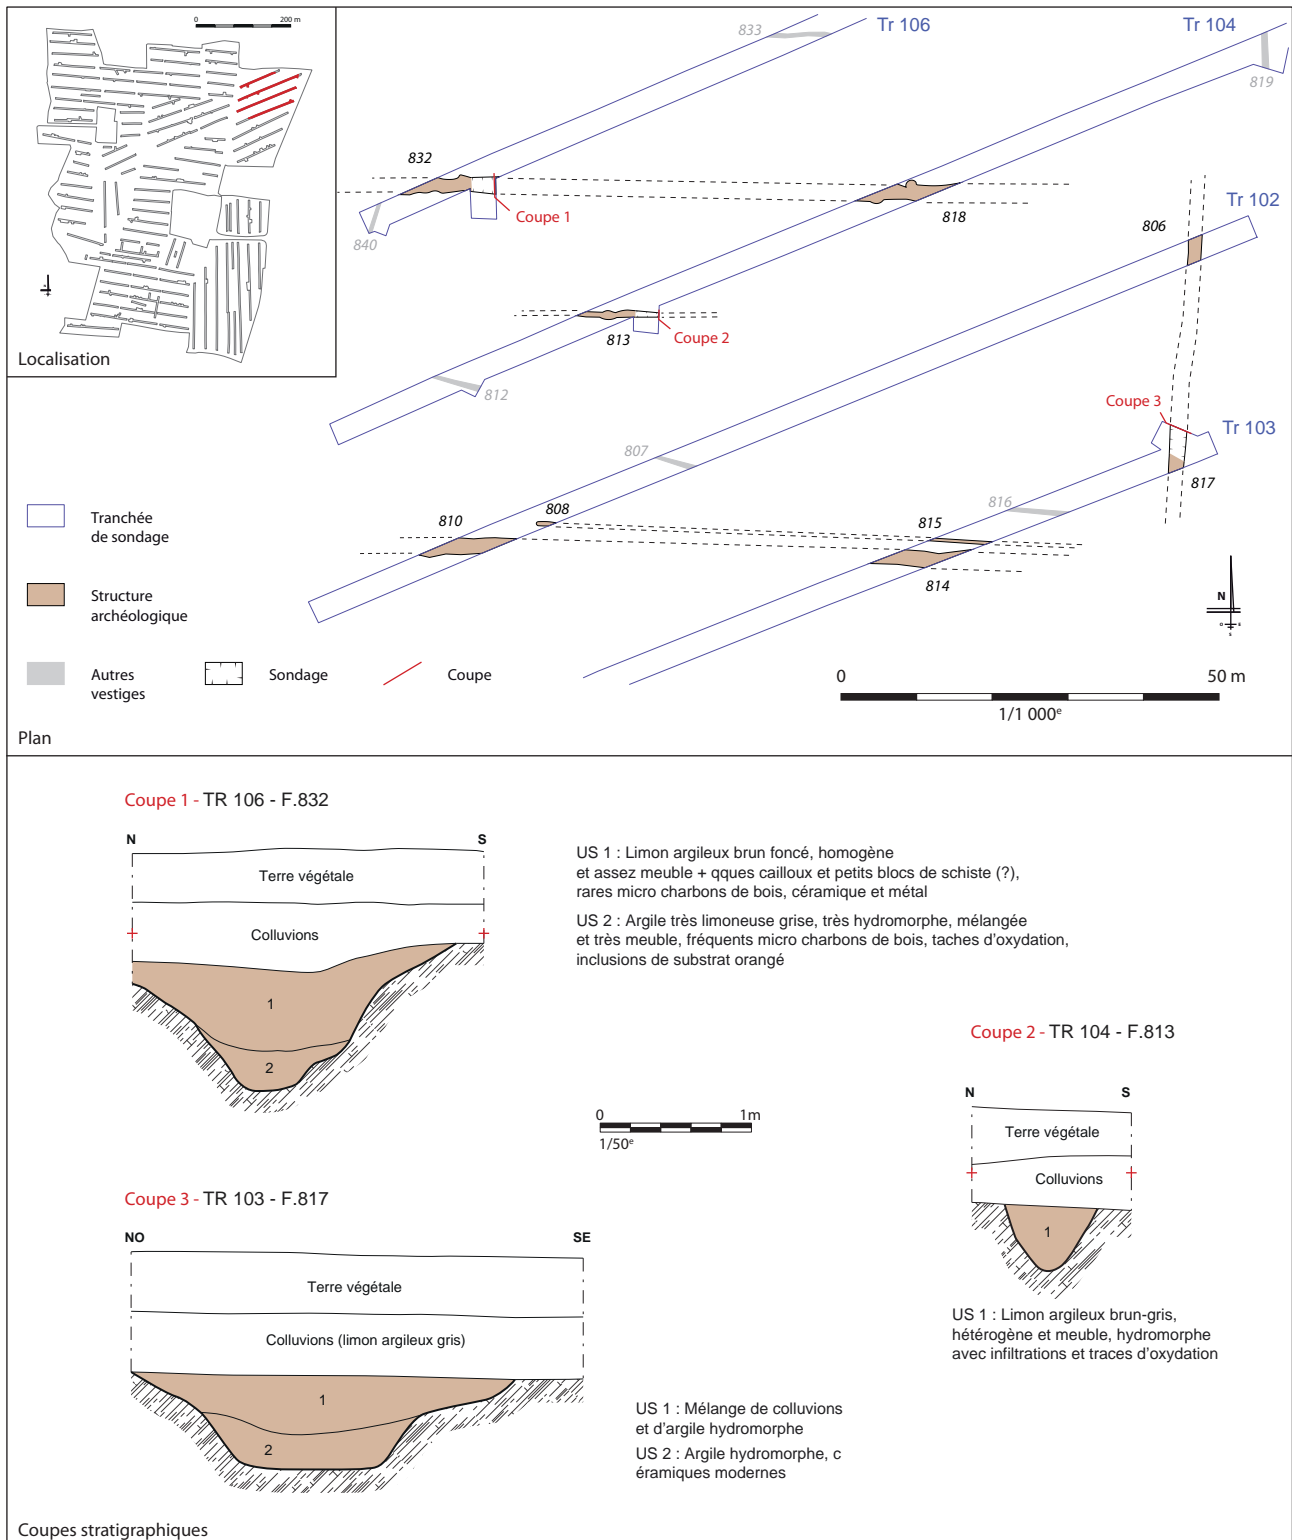 0 200 m
N
Localisation
833
Tr 106
Tr 104
819
832
Coupe 1
840
818
Tr 102
806
813
Coupe 2
812
Coupe 3
Tr 103
807
817
816
810
808
815
814
Tranchée
de sondage
Structure
archéologique
Autres
vestiges
Sondage
Coupe
N
O E
S
0 50 m
1/1 000e
Plan
Coupe 1 - TR 106 - F.832
N S
Terre végétale
Colluvions
1
2
US 1 : Limon argileux brun foncé, homogène
et assez meuble + qques cailloux et petits blocs de schiste (?),
rares micro charbons de bois, céramique et métal
US 2 : Argile très limoneuse grise, très hydromorphe, mélangée
et très meuble, fréquents micro charbons de bois, taches d'oxydation,
inclusions de substrat orangé
Coupe 2 - TR 104 - F.813
N S
Terre végétale
Colluvions
1
US 1 : Limon argileux brun-gris,
hétérogène et meuble, hydromorphe
avec infiltrations et traces d'oxydation
0 1m
1/50e
Coupe 3 - TR 103 - F.817
NO SE
Terre végétale
Colluvions (limon argileux gris)
1
2
US 1 : Mélange de colluvions
et d'argile hydromorphe
US 2 : Argile hydromorphe, c
éramiques modernes
Coupes stratigraphiques